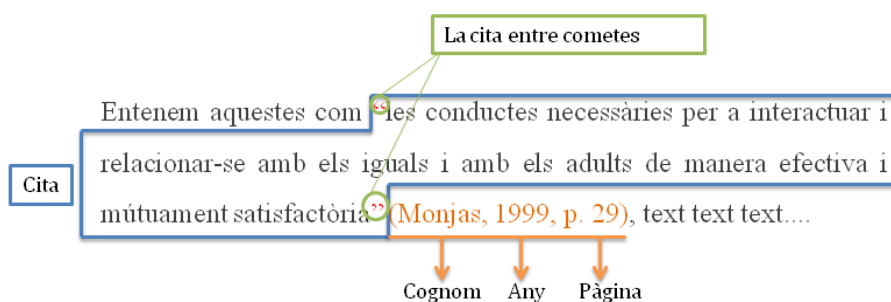 La cita entre cometes
Entenem aquestes com "les conductes necessàries per a interactuar i
relacionar-se amb els iguals i amb els adults de manera efectiva i
Cita
mútuament satisfactòria" (Monjas, 1999, p. 29), text text text....
Cognom Any Pàgina